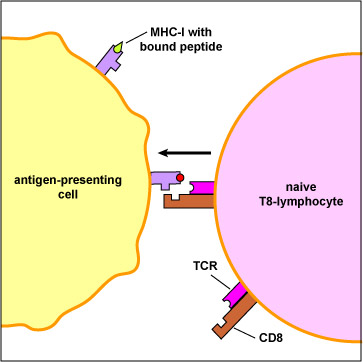 MHC-I with
bound peptide
antigen-presenting
cell
naive
T8-lymphocyte
TCR
CD8